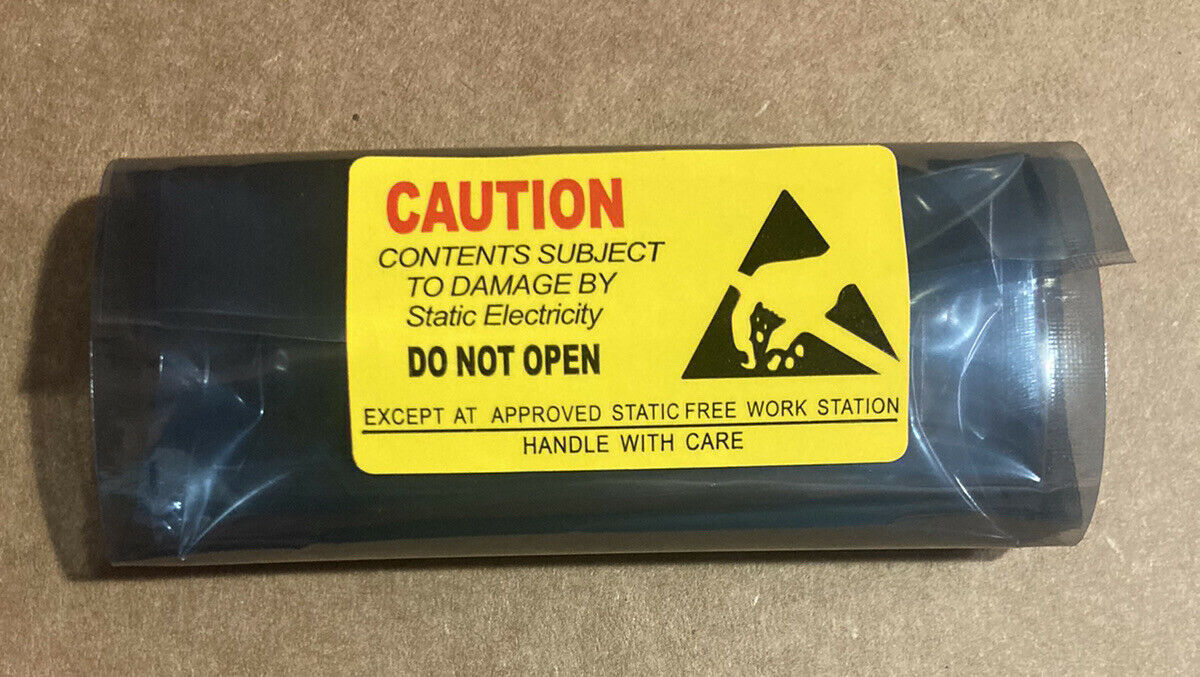 CAUTION
CONTENTS SUBJECT
TO DAMAGE BY
Static Electricity
DO NOT OPEN
EXCEPT AT APPROVED STATIC FREE WORK STATION
HANDLE WITH CARE